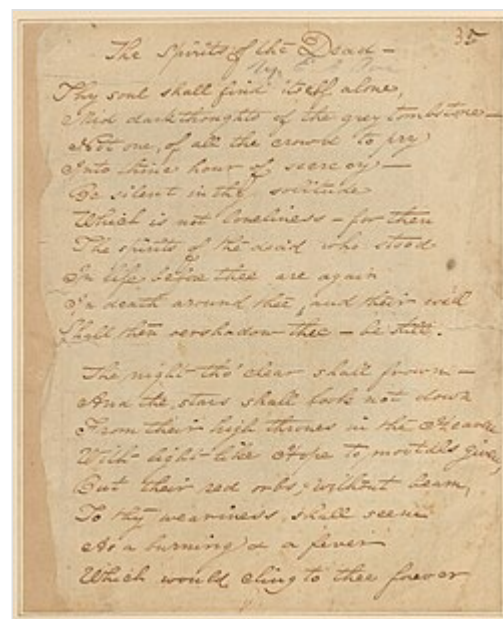 35
The Spirits of the Dead —
by E. A. Poe
Thy soul shall find itself alone
Mid dark thoughts of the grey tombstone —
Not one, of all the crowd to pry
Into thine hour of secrecy —
Be silent in the solitude
Which is not loneliness — for then
The spirits of the dead who stood
In life before thee are again
In death around thee, and their will
Shall then overshadow thee — be still.
The night tho' clear shall frown —
And the stars shall look not down
From their high thrones in the Heaven
With light like Hope to mortals given
But their red orbs, without beam,
To thy weariness shall seem
As a burning & a fever
Which would cling to thee forever